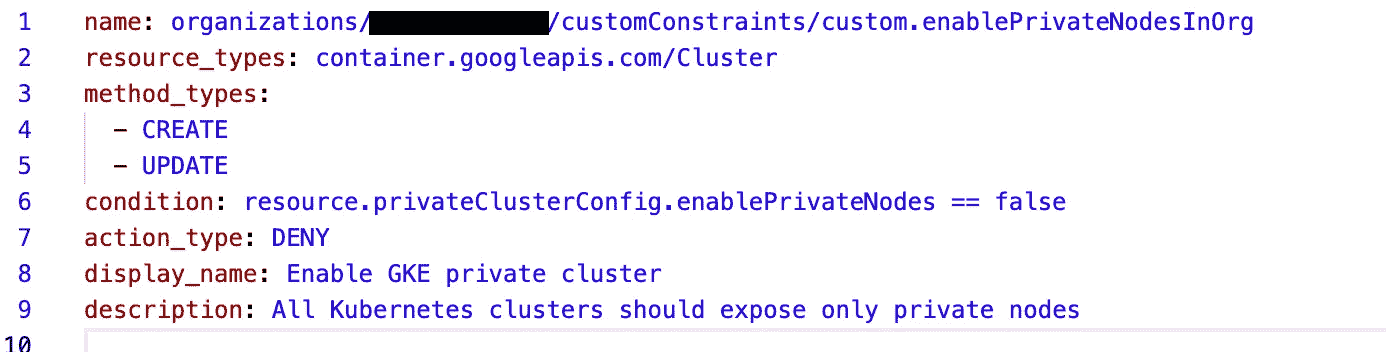 1 name: organizations/ /customConstraints/custom.enablePrivateNodesInOrg
2 resource_types: container.googleapis.com/Cluster
3 method_types:
4 - CREATE
5 - UPDATE
6 condition: resource.privateClusterConfig.enablePrivateNodes == false
7 action_type: DENY
8 display_name: Enable GKE private cluster
9 description: All Kubernetes clusters should expose only private nodes
10